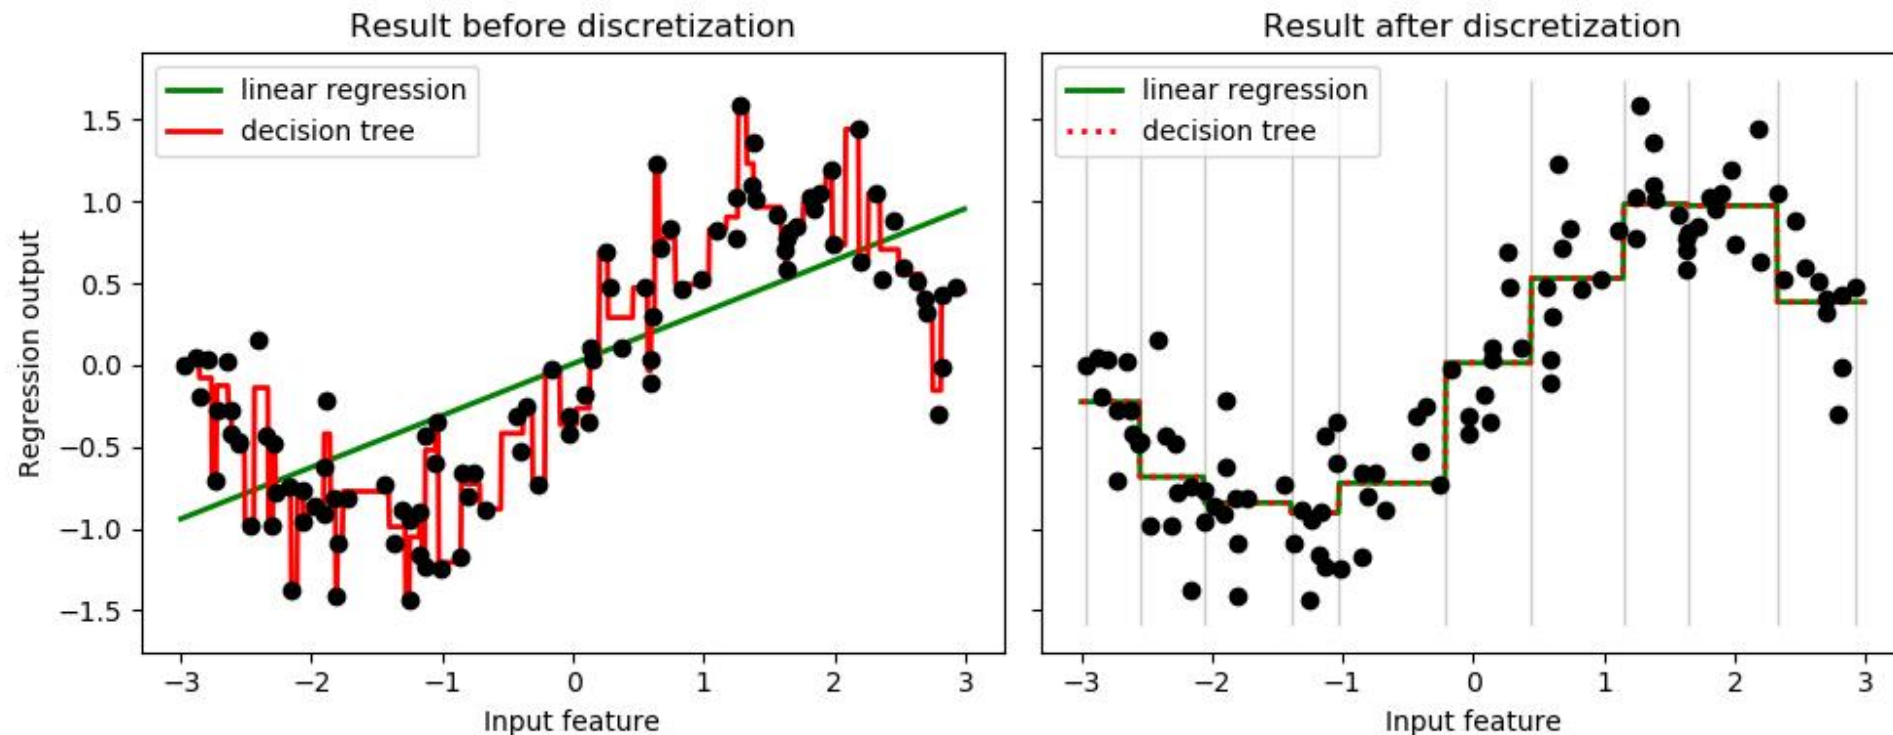 Result before discretization
Result after discretization
linear regression
decision tree
linear regression
decision tree
Regression output
1.5
1.0
0.5
0.0
−0.5
−1.0
−1.5
−3 −2 −1 0 1 2 3
−3 −2 −1 0 1 2 3
Input feature
Input feature